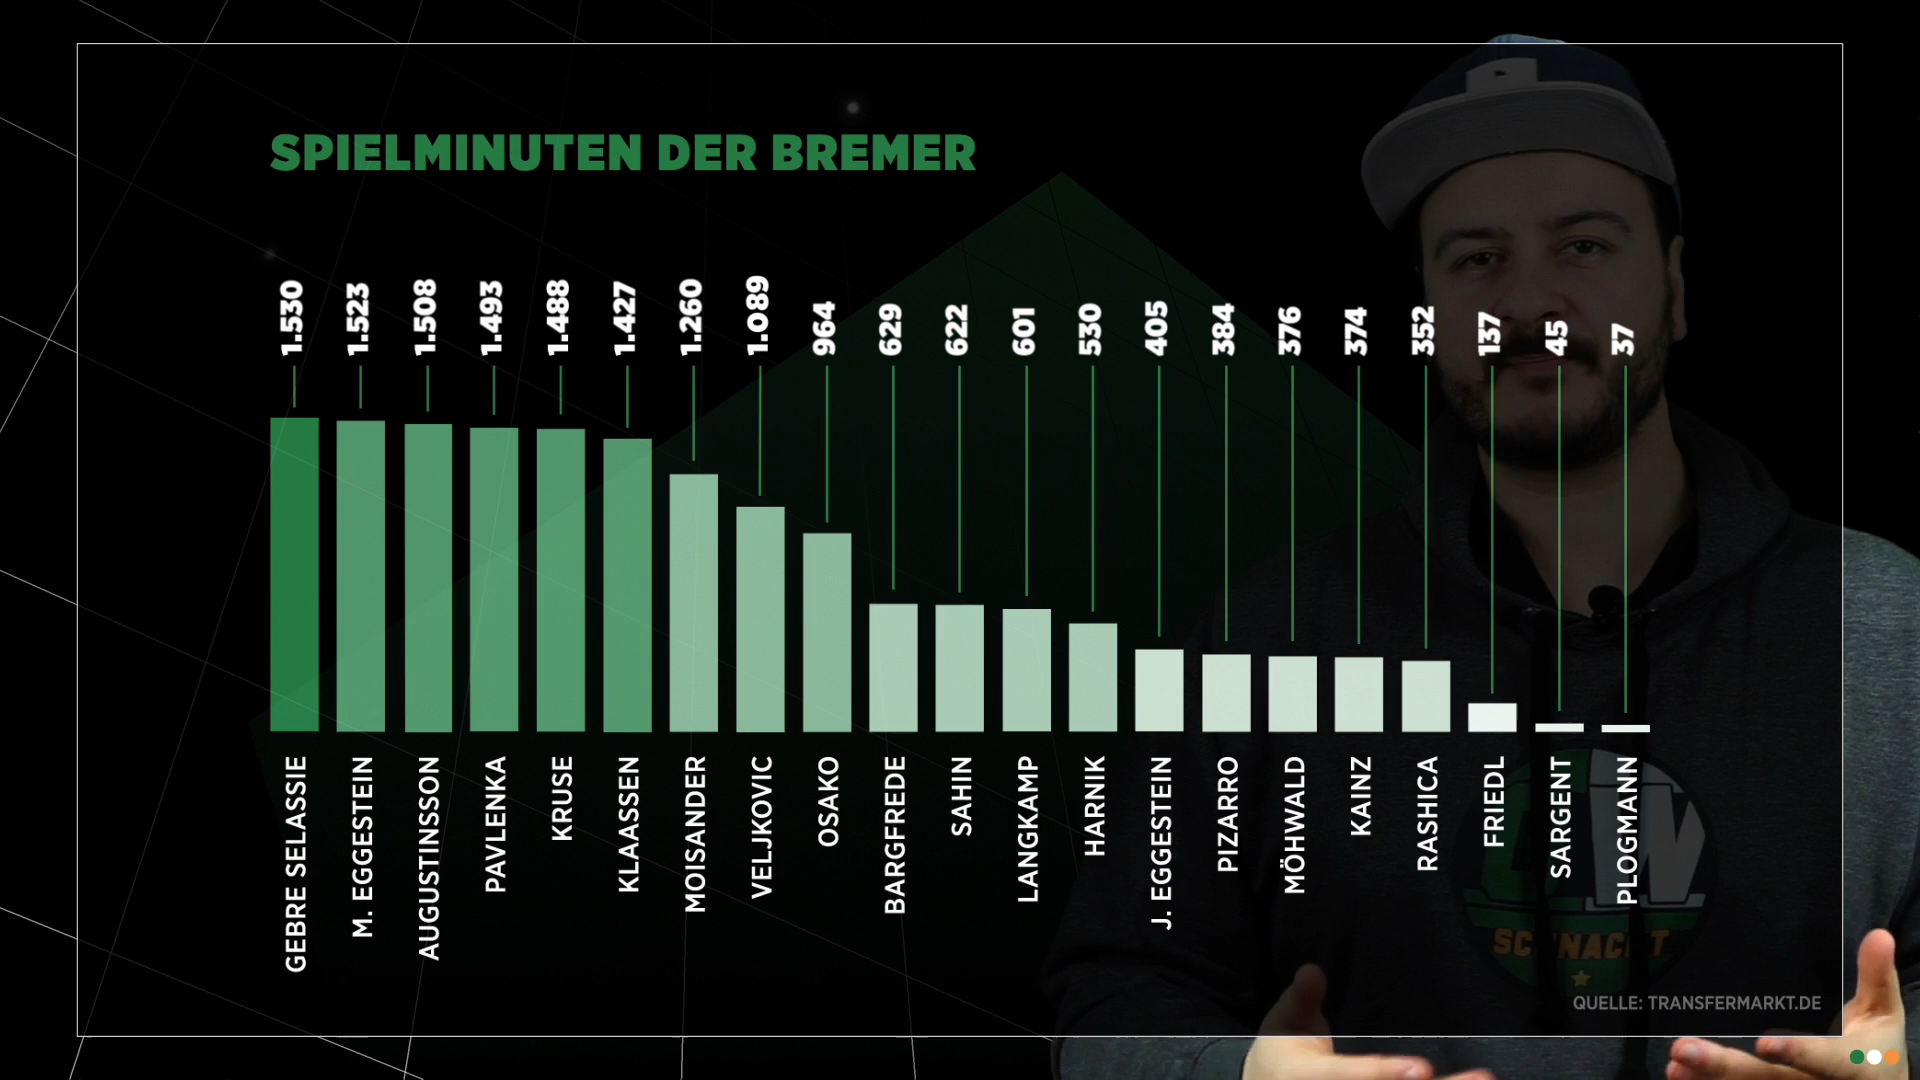 SPIELMINUTEN DER BREMER
1.530
1.523
1.508
1.493
1.488
1.427
1.260
1.089
964
629
622
601
530
405
384
376
374
352
137
45
37
GEBRE SELASSIE
M. EGGESTEIN
AUGUSTINSSON
PAVLENKA
KRUSE
KLAASSEN
MOISANDER
VELJKOVIC
OSAKO
BARGFREDE
SAHIN
LANGKAMP
HARNIK
J. EGGESTEIN
PIZARRO
MÖHWALD
KAINZ
RASHICA
FRIEDL
SARGENT
PLOGMANN
QUELLE: TRANSFERMARKT.DE